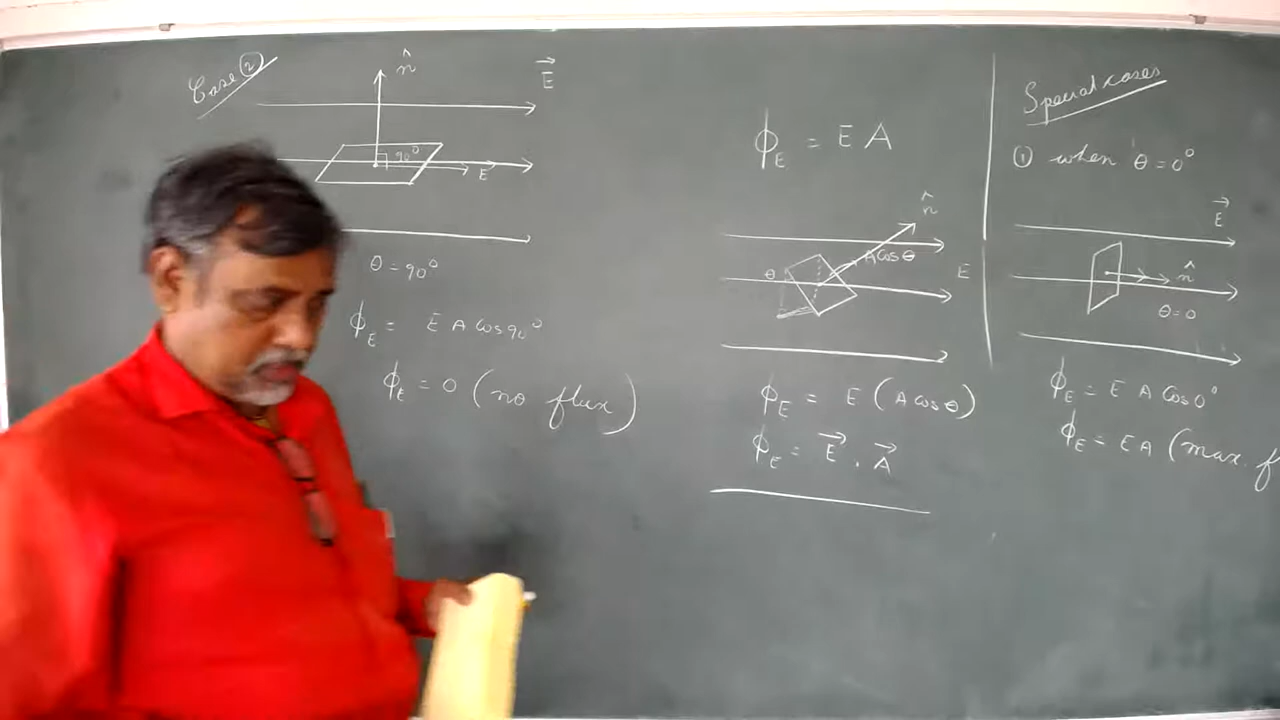 Case ②
n̂
E⃗
90°
E
θ = 90°
ϕ_E = E A Cos 90°
ϕ_E = 0 (no flux)
ϕ_E = E A
n̂
A Cos θ
θ
E
ϕ_E = E (A Cos θ)
ϕ_E = E⃗ . A⃗
Special cases
① when θ = 0°
E⃗
n̂
θ = 0
ϕ_E = E A Cos 0°
ϕ_E = EA (max. f